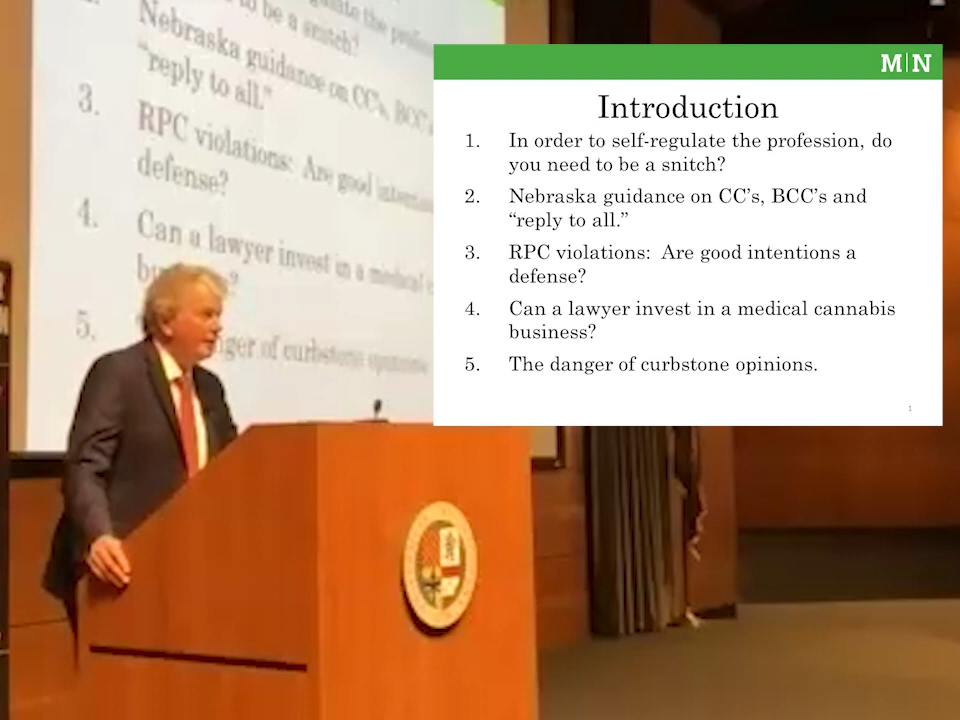 to be a snitch?
Nebraska guidance on CC's, BCC's
“reply to all.”
3. RPC violations: Are good
defense?
4. Can a lawyer invest in a medical
5.
of curbstone opinions
M|N
Introduction
1. In order to self-regulate the profession, do
you need to be a snitch?
2. Nebraska guidance on CC’s, BCC’s and
“reply to all.”
3. RPC violations: Are good intentions a
defense?
4. Can a lawyer invest in a medical cannabis
business?
5. The danger of curbstone opinions.
1